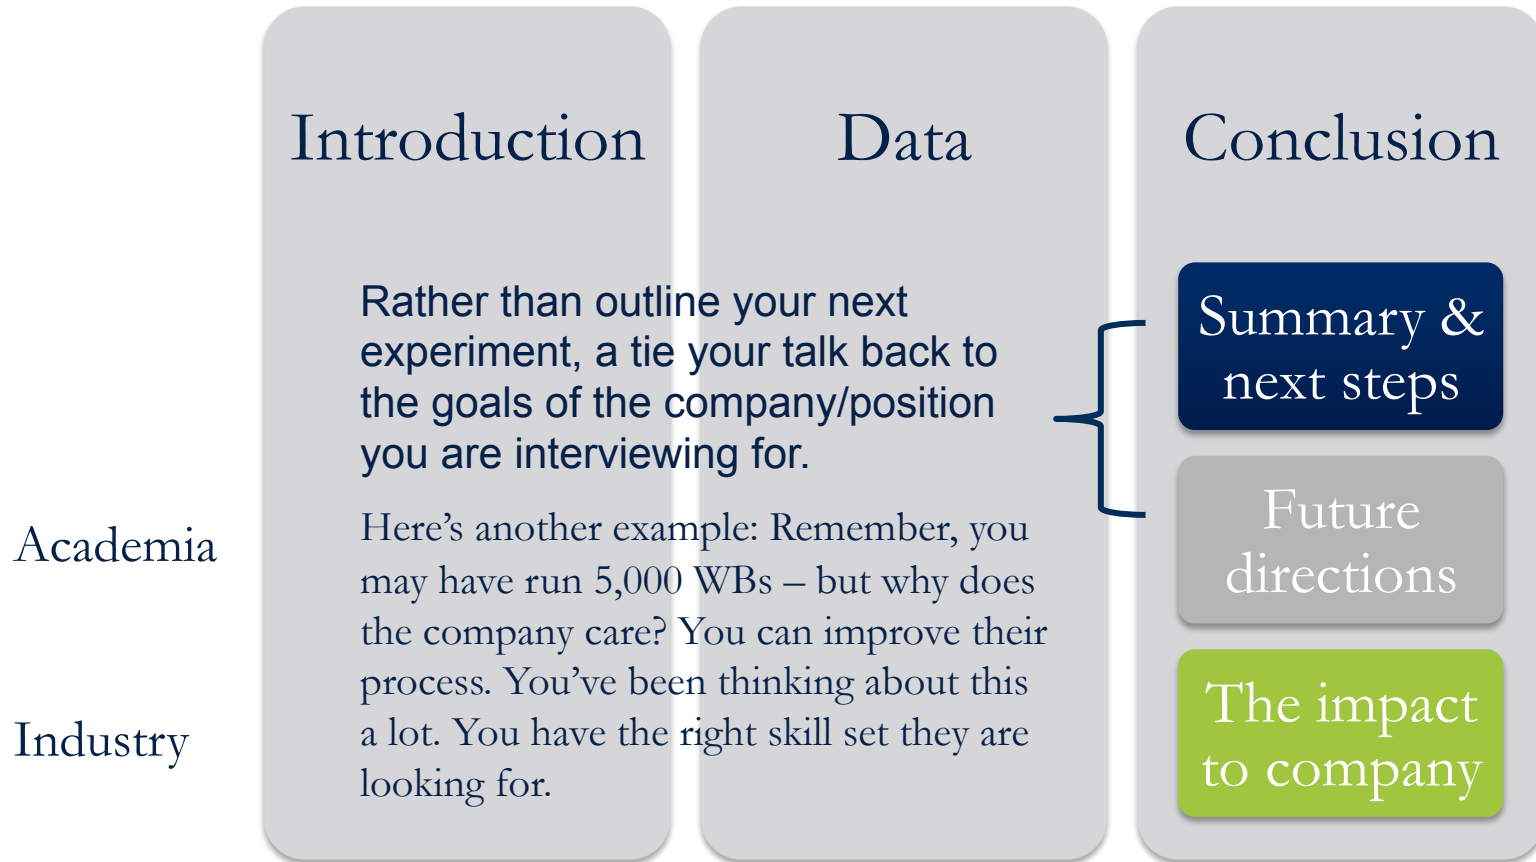 Introduction
Data
Conclusion
Rather than outline your next
experiment, a tie your talk back to
the goals of the company/position
you are interviewing for.
Summary &
next steps
Academia
Here’s another example: Remember, you
may have run 5,000 WBs – but why does
the company care? You can improve their
process. You’ve been thinking about this
a lot. You have the right skill set they are
looking for.
Future
directions
Industry
The impact
to company